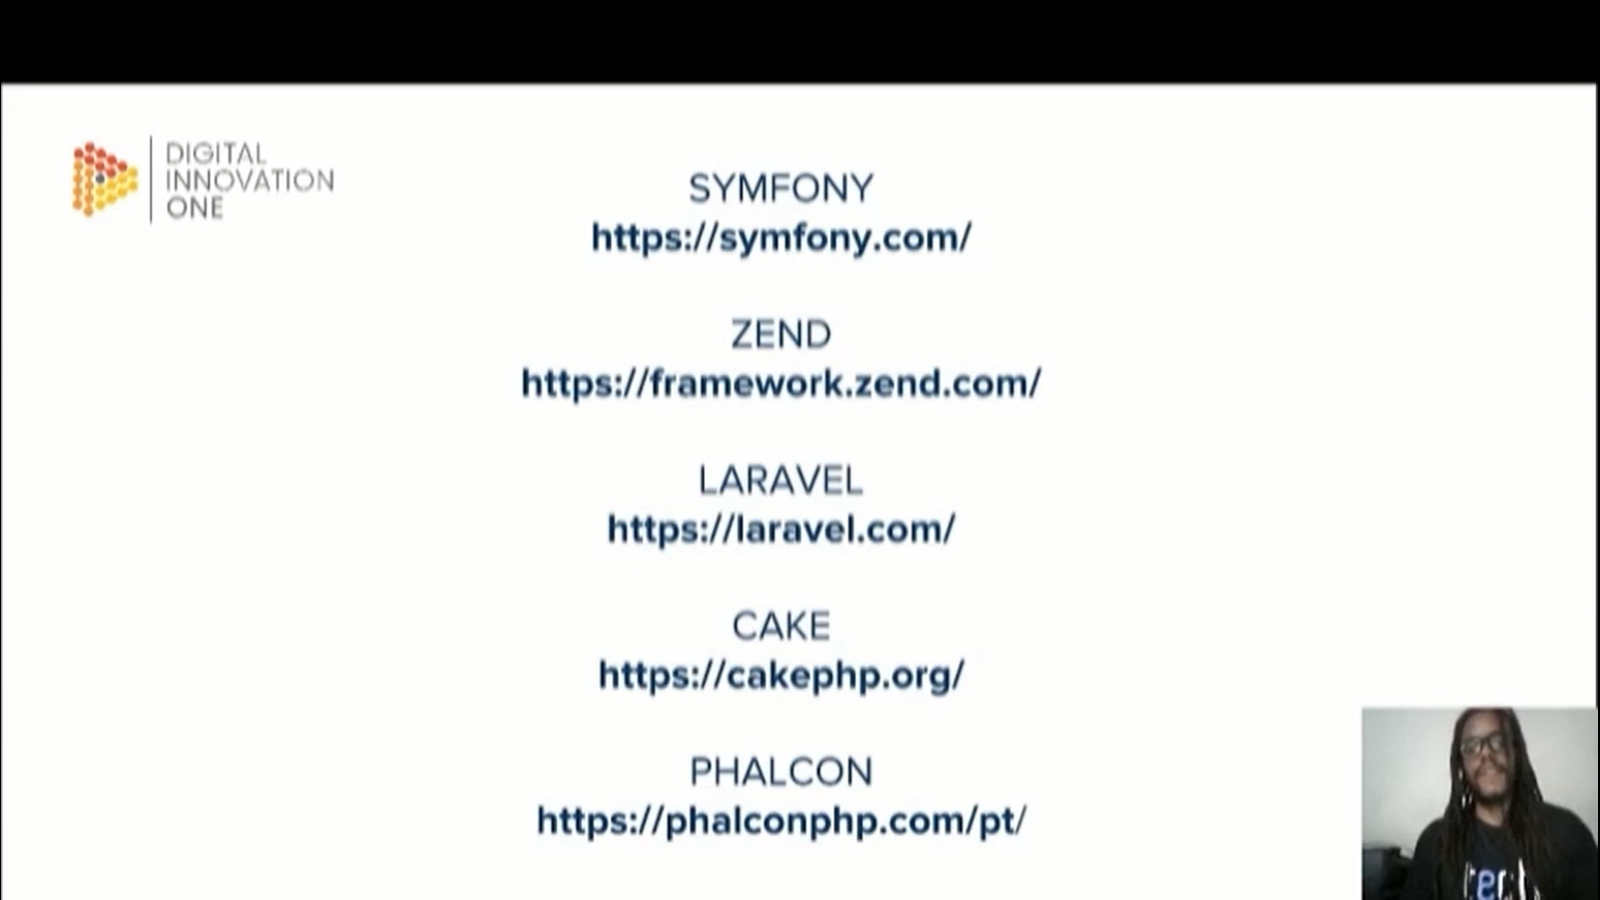 DIGITAL
INNOVATION
ONE
SYMFONY
https://symfony.com/
ZEND
https://framework.zend.com/
LARAVEL
https://laravel.com/
CAKE
https://cakephp.org/
PHALCON
https://phalconphp.com/pt/